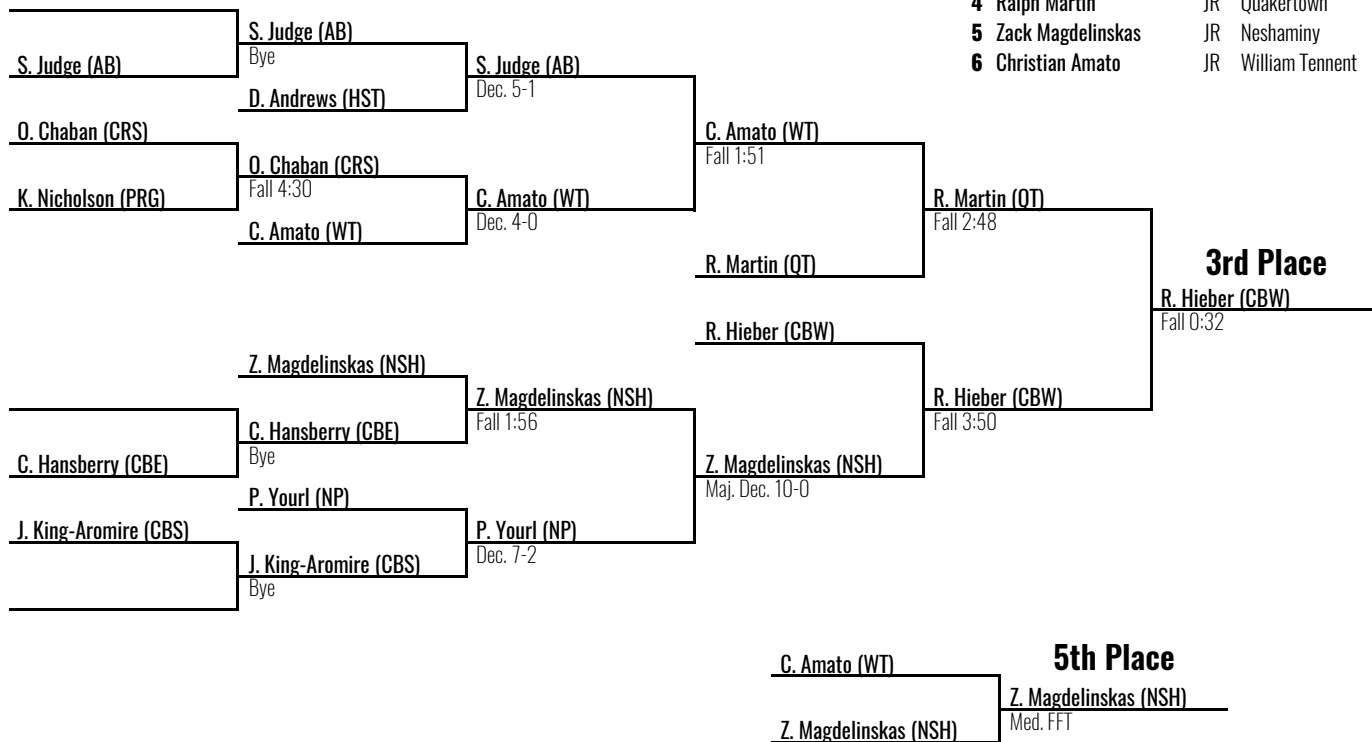 4 Ralph Martin JR Quakertown
5 Zack Magdelinskas JR Neshaminy
6 Christian Amato JR William Tennent
S. Judge (AB)
S. Judge (AB)
Bye
D. Andrews (HST)
S. Judge (AB)
Dec. 5-1
O. Chaban (CRS)
K. Nicholson (PRG)
O. Chaban (CRS)
Fall 4:30
C. Amato (WT)
C. Amato (WT)
Dec. 4-0
C. Amato (WT)
Fall 1:51
R. Martin (QT)
R. Martin (QT)
Fall 2:48
R. Hieber (CBW)
Z. Magdelinskas (NSH)
C. Hansberry (CBE)
C. Hansberry (CBE)
Bye
Z. Magdelinskas (NSH)
Fall 1:56
P. Yourl (NP)
J. King-Aromire (CBS)
J. King-Aromire (CBS)
Bye
P. Yourl (NP)
Dec. 7-2
Z. Magdelinskas (NSH)
Maj. Dec. 10-0
R. Hieber (CBW)
Fall 3:50
3rd Place
R. Hieber (CBW)
Fall 0:32
5th Place
C. Amato (WT)
Z. Magdelinskas (NSH)
Z. Magdelinskas (NSH)
Med. FFT